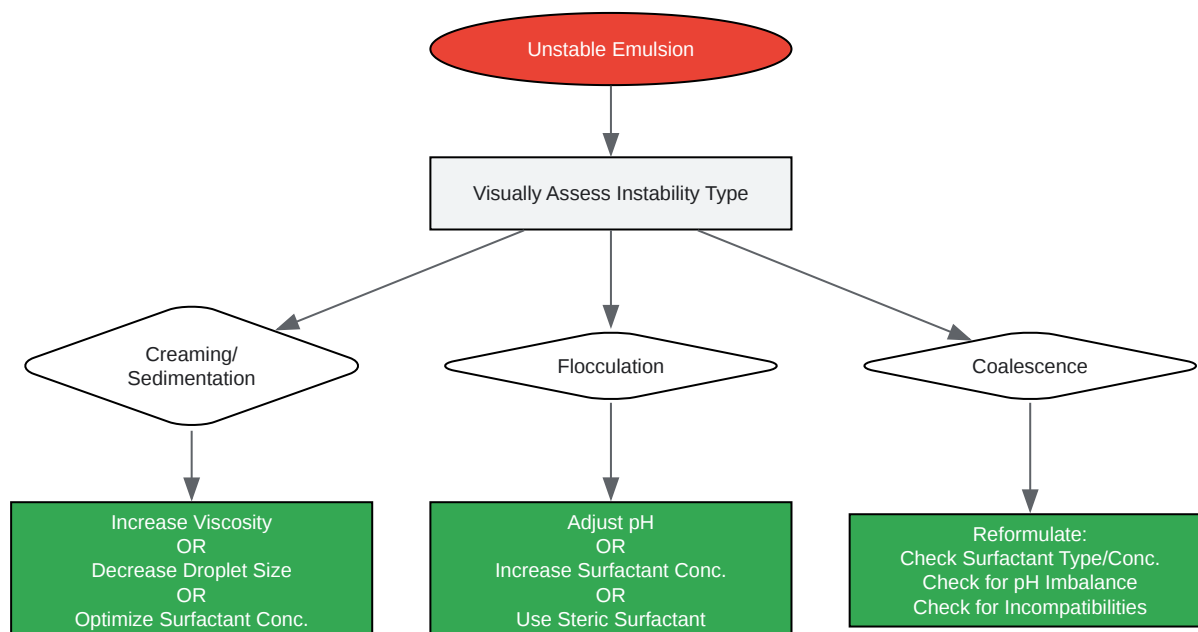 Unstable Emulsion
Visually Assess Instability Type
Creaming/
Sedimentation
Flocculation
Coalescence
Increase Viscosity
OR
Decrease Droplet Size
OR
Optimize Surfactant Conc.
Adjust pH
OR
Increase Surfactant Conc.
OR
Use Steric Surfactant
Reformulate:
Check Surfactant Type/Conc.
Check for pH Imbalance
Check for Incompatibilities